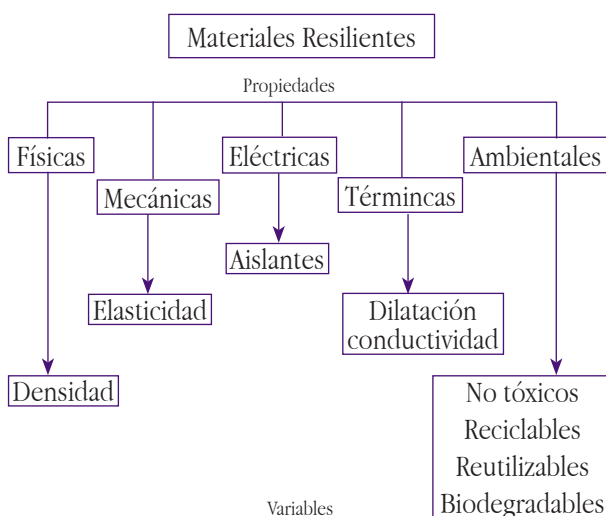 Materiales Resilientes
Propiedades
Físicas
Eléctricas
Ambientales
Mecánicas
Términcas
Aislantes
Elasticidad
Dilatación
conductividad
Densidad
No tóxicos
Reciclables
Reutilizables
Biodegradables
Variables